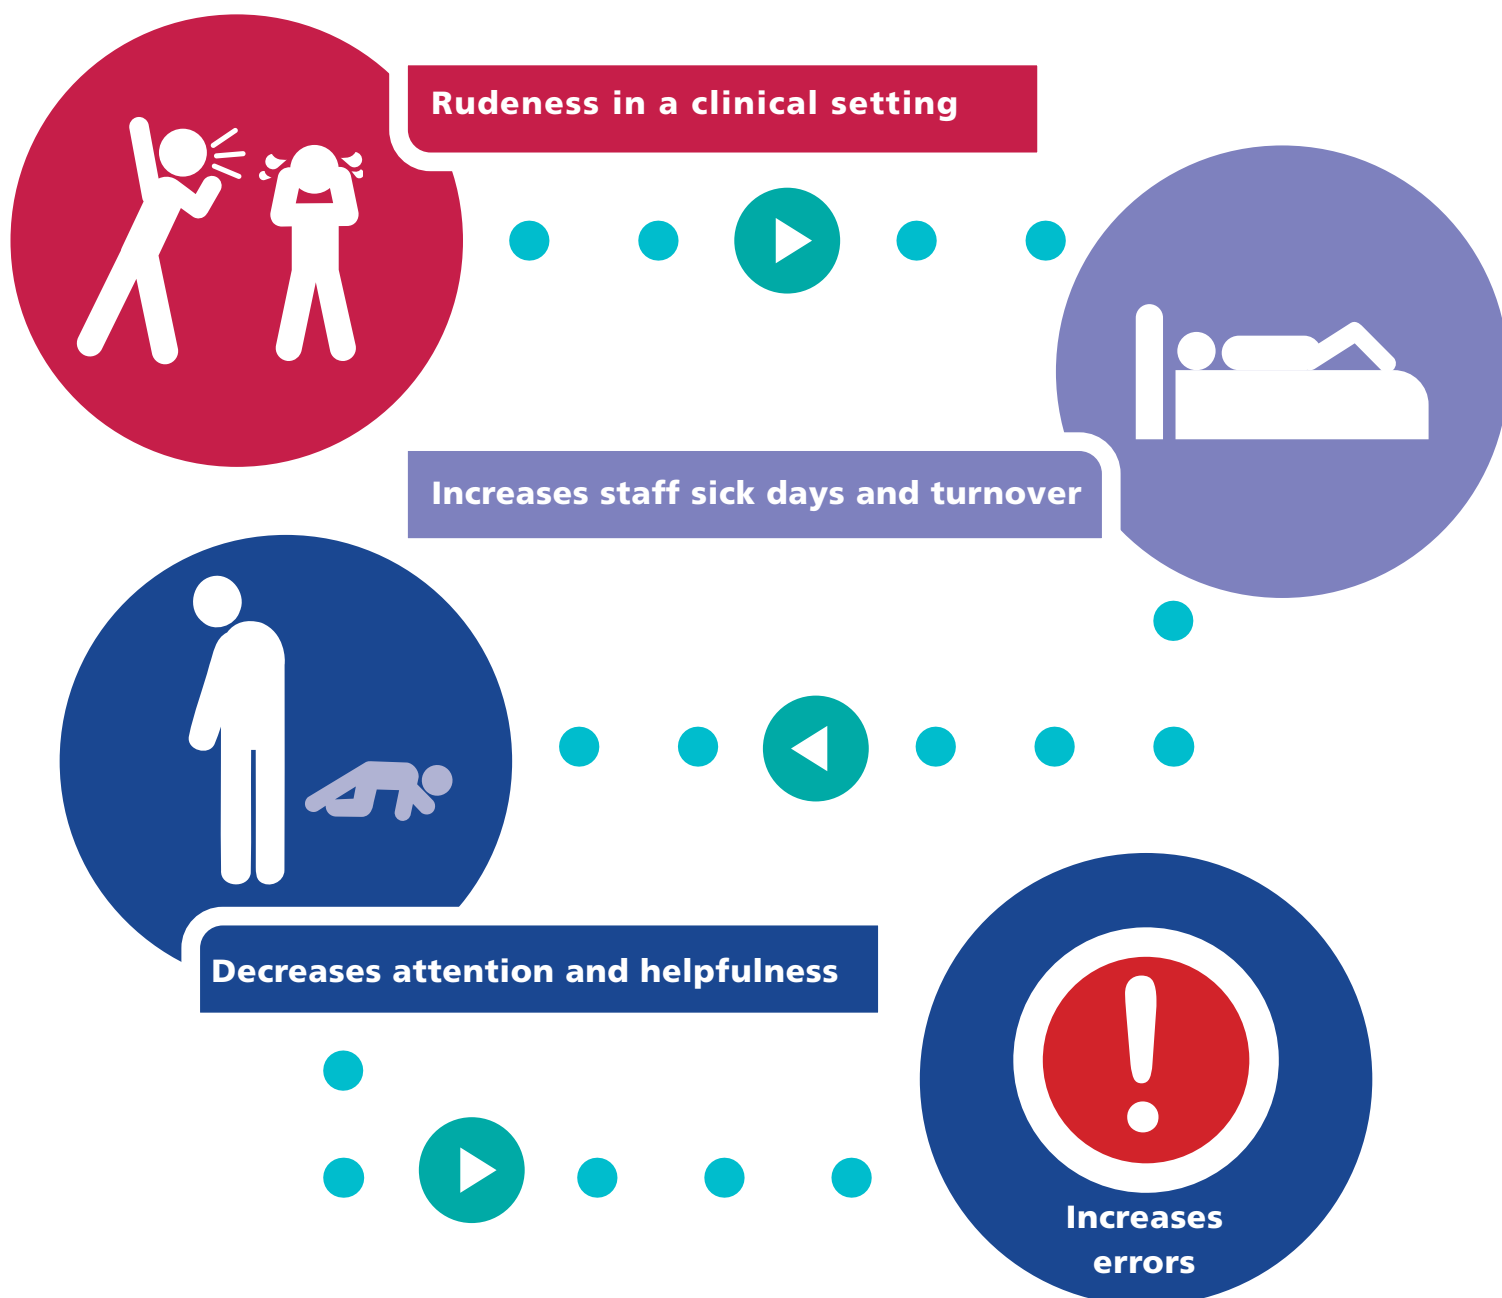 Rudeness in a clinical setting
Increases staff sick days and turnover
Decreases attention and helpfulness
Increases
errors